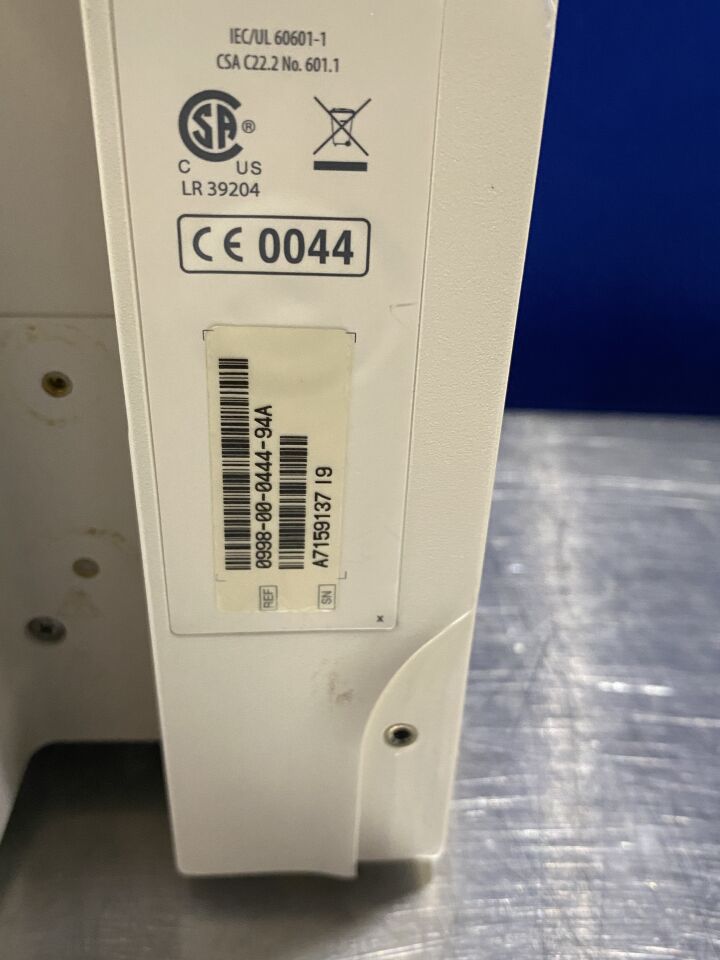 IEC/UL 60601-1
CSA C22.2 No. 601.1
SA ®
C US
LR 39204
CE 0044
REF 0998-00-0444-94A
SN A7159137 I9
x